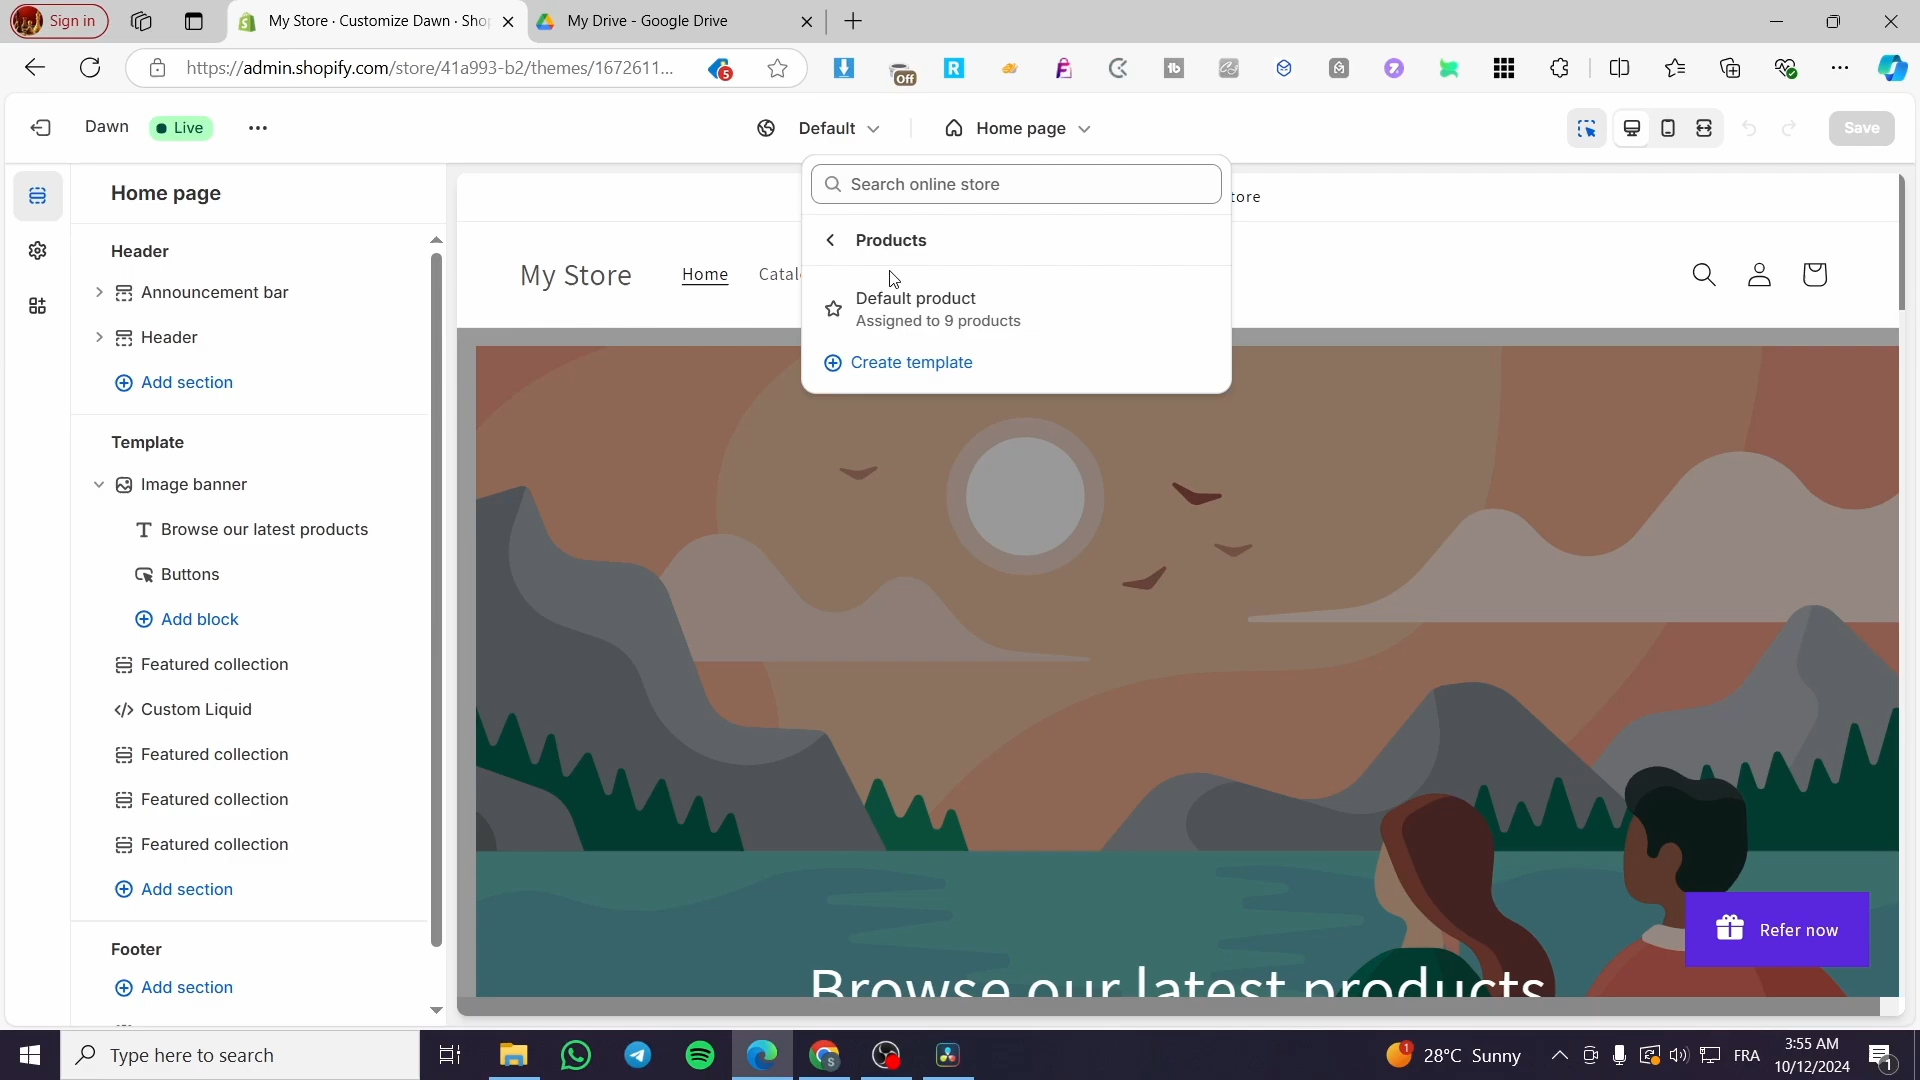 Sign in
My Store · Customize Dawn · Sho
My Drive - Google Drive
https://admin.shopify.com/store/41a993-b2/themes/1672611...
5
Off
R
tb
Dawn
Live
Default
Home page
Save
Search online store
Products
Default product
Assigned to 9 products
Create template
Home page
Header
Announcement bar
Header
Add section
Template
Image banner
Browse our latest products
Buttons
Add block
Featured collection
Custom Liquid
Featured collection
Featured collection
Featured collection
Add section
Footer
Add section
tore
My Store
Home
Catal
Browse our latest products
Refer now
Type here to search
S
1
28°C Sunny
FRA
3:55 AM
10/12/2024
1